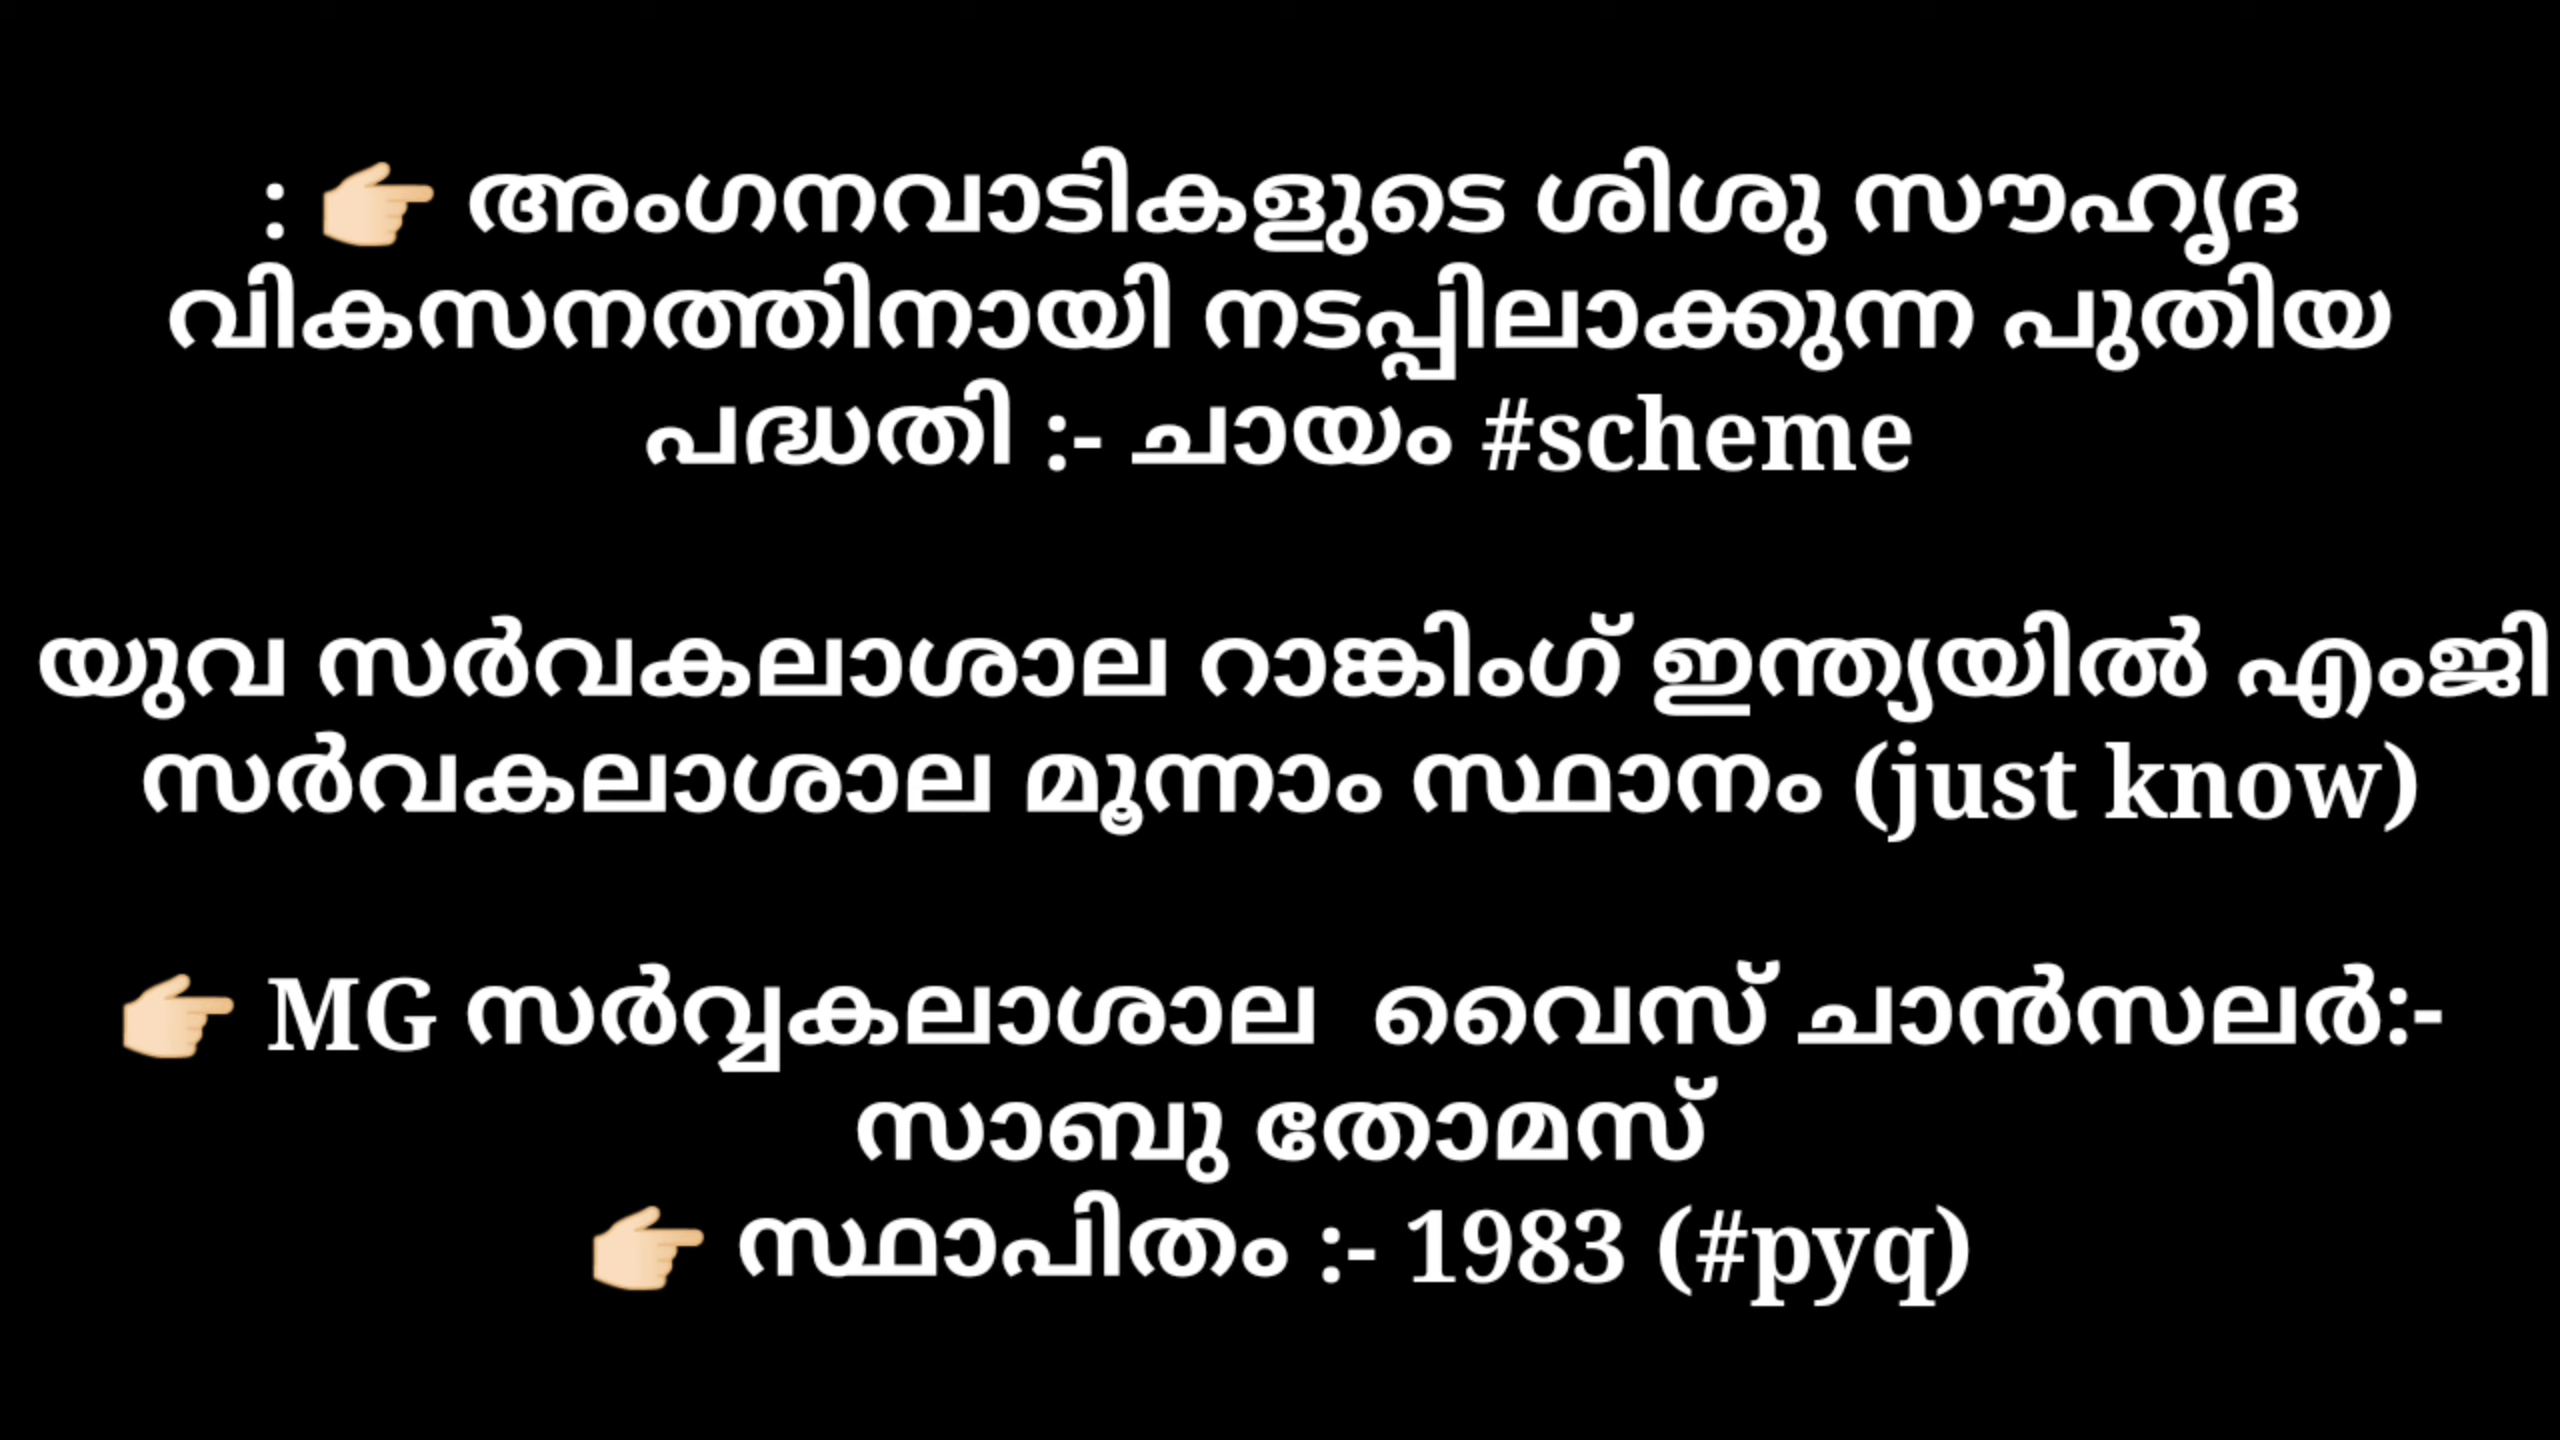 : 👉🏻 അംഗനവാടികളുടെ ശിശു സൗഹൃദ
വികസനത്തിനായി നടപ്പിലാക്കുന്ന പുതിയ
പദ്ധതി :- ചായം #scheme
യുവ സർവകലാശാല റാങ്കിംഗ് ഇന്ത്യയിൽ എംജി
സർവകലാശാല മൂന്നാം സ്ഥാനം (just know)
👉🏻 MG സർവ്വകലാശാല  വൈസ് ചാൻസലർ:-
സാബു തോമസ്
👉🏻 സ്ഥാപിതം :- 1983 (#pyq)